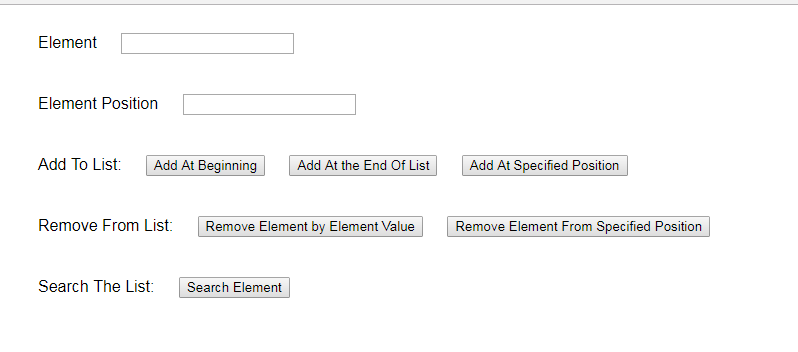 Element
Element Position
Add To List: Add At Beginning Add At the End Of List Add At Specified Position
Remove From List: Remove Element by Element Value Remove Element From Specified Position
Search The List: Search Element